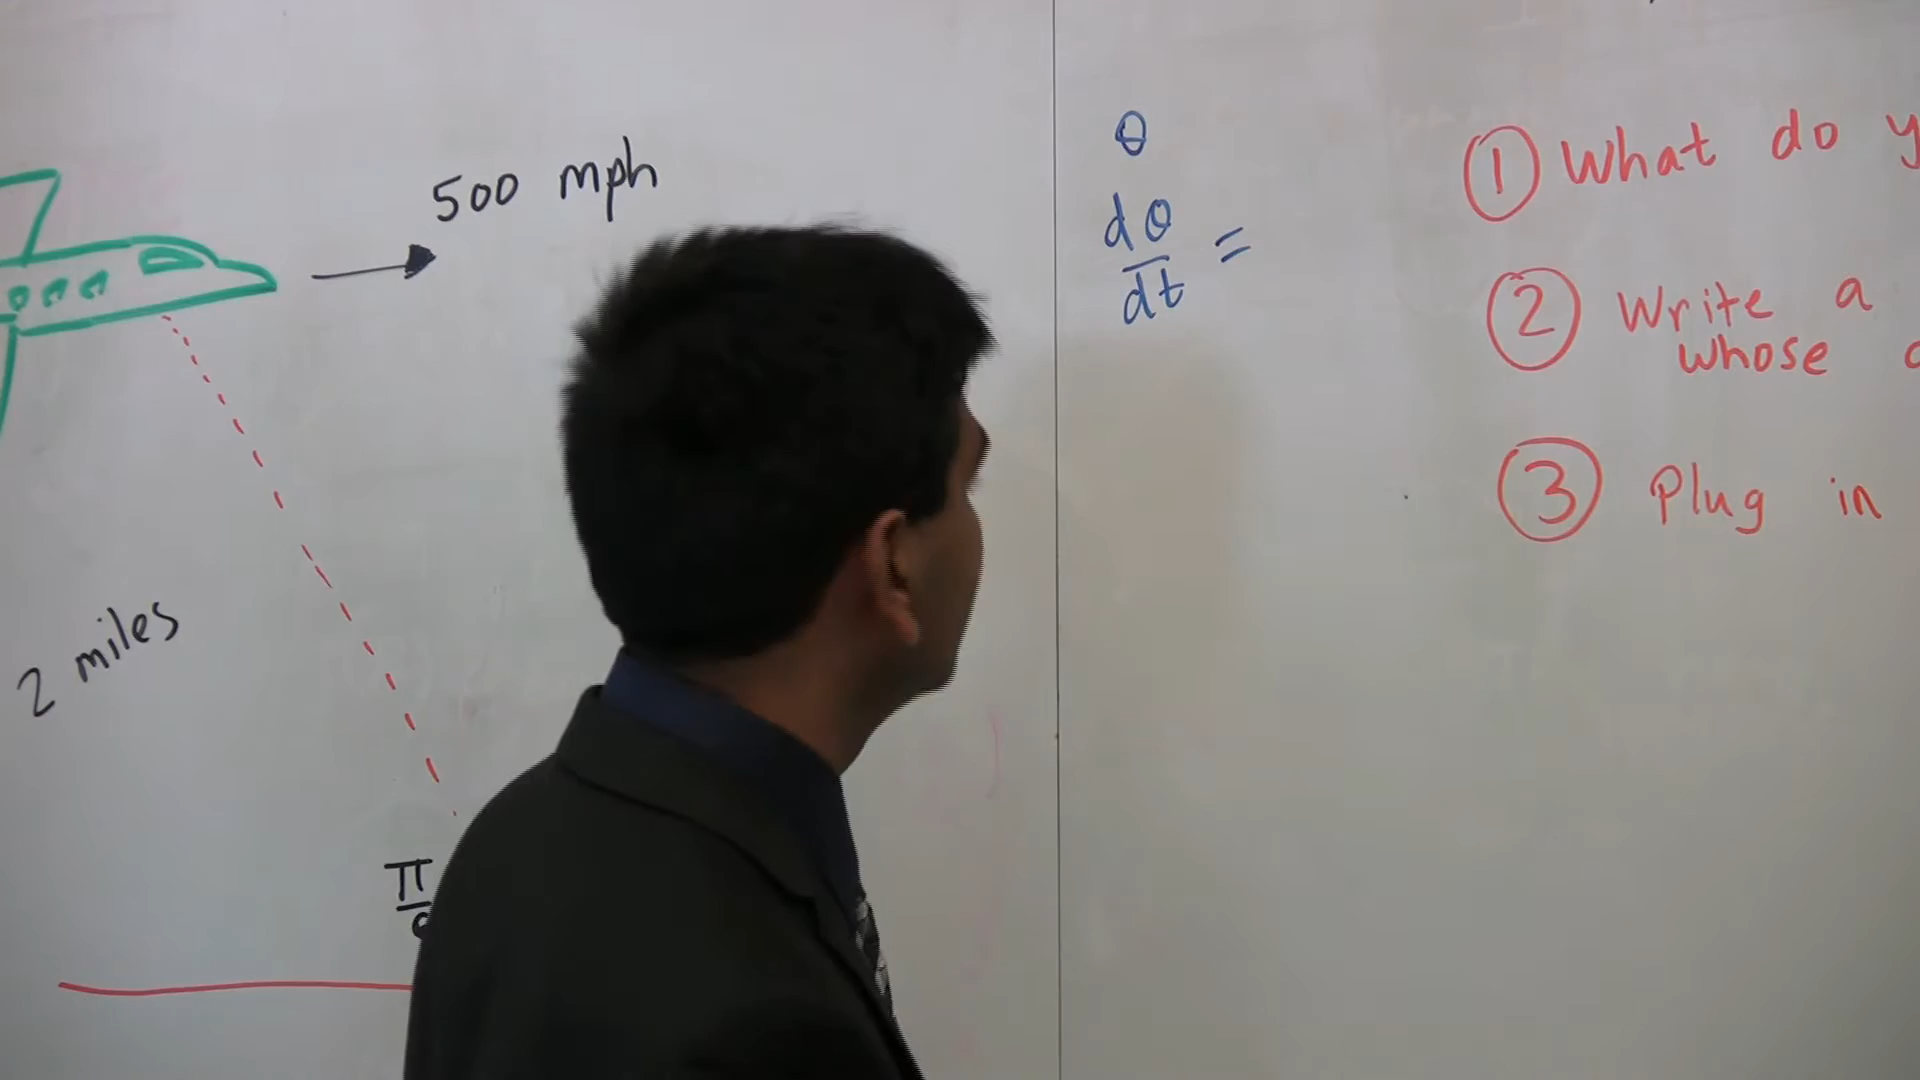 500 mph
2 miles
π
θ
dθ
dt =
① What do
② Write a
whose
③ Plug in